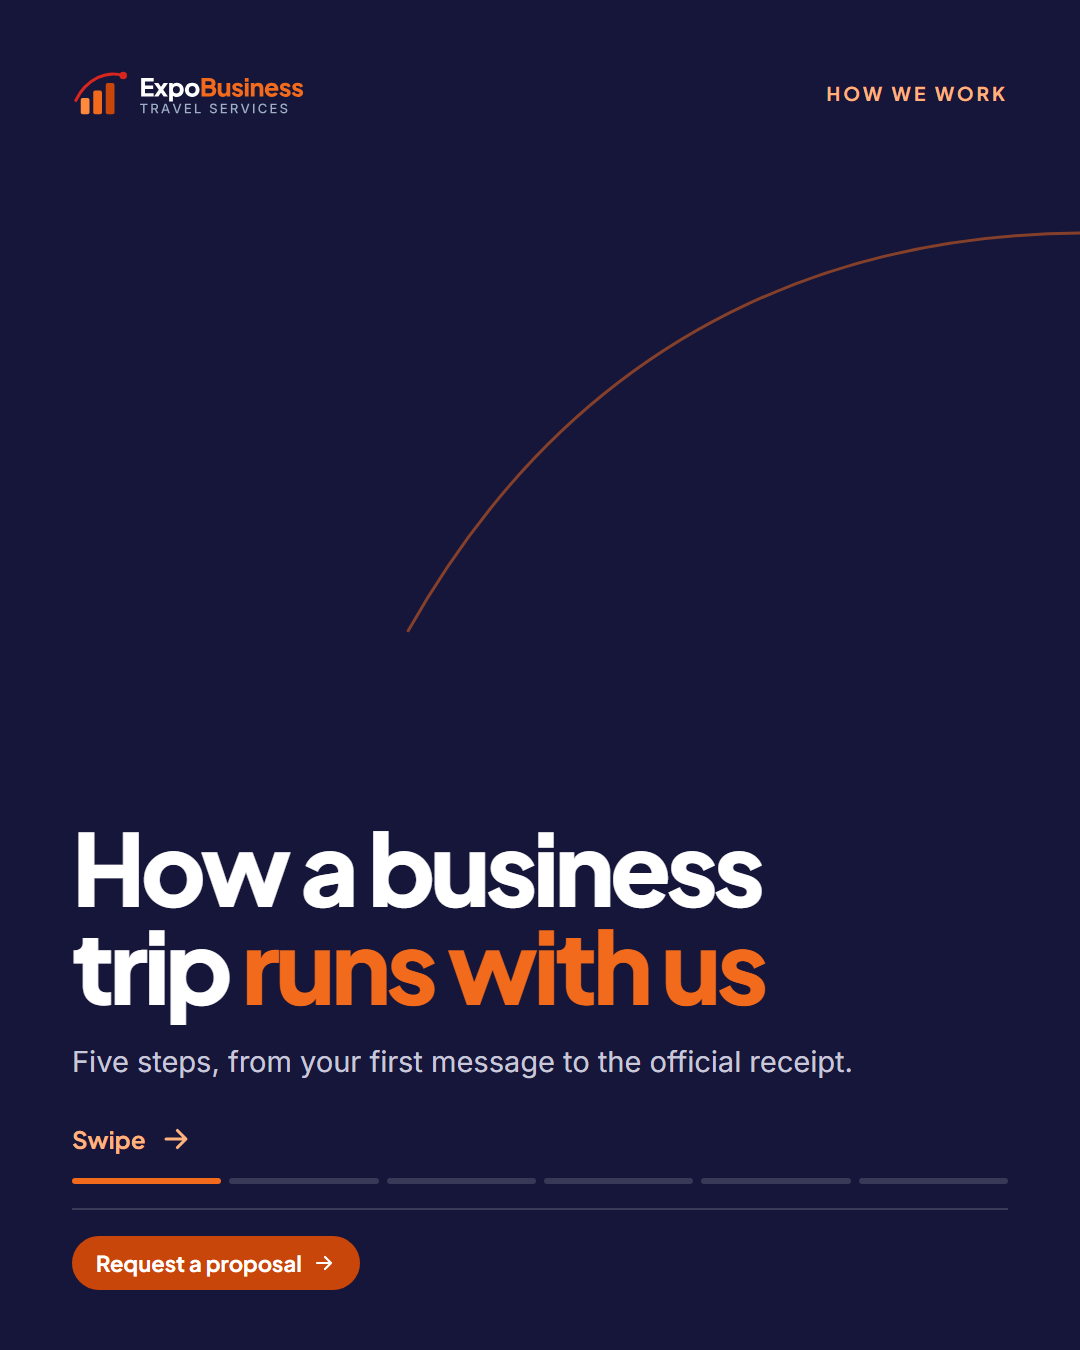 ExpoBusiness
TRAVEL SERVICES
HOW WE WORK
How a business
trip runs with us
Five steps, from your first message to the official receipt.
Swipe →
Request a proposal →